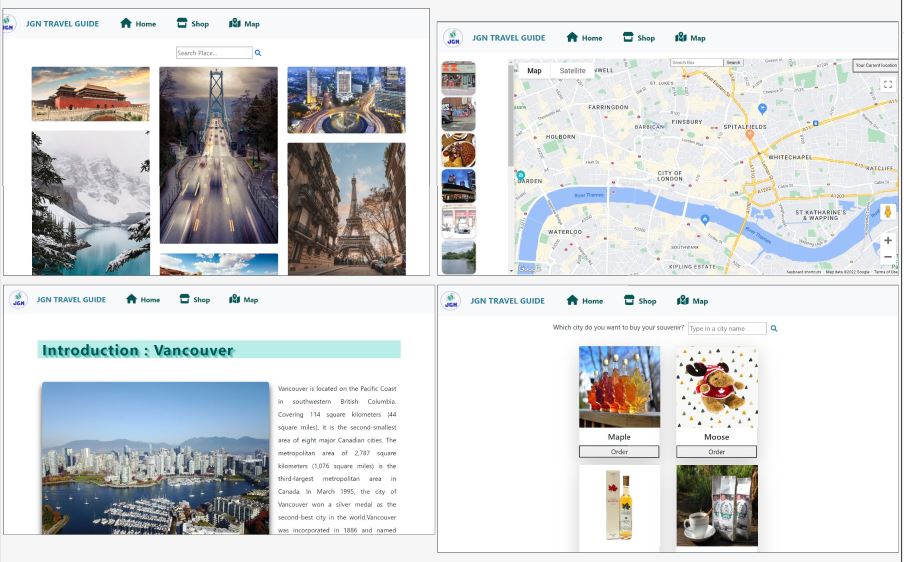 JGN
JGN TRAVEL GUIDE
Home
Shop
Map
Search Place...
JGN
JGN TRAVEL GUIDE
Home
Shop
Map
Map
Satellite
Search Box
Search
Your Current location
ST. LUKE'S
FARRINGDON
FINSBURY
BARBICAN
SPITALFIELDS
HOLBORN
WHITECHAPEL
CITY OF
LONDON
RATCLIFF
A1203
River Thames
ST KATHARINE'S
& WAPPING
WATERLOO
SOUTHWARK
River Thames
KIPLING ESTATE
Google
Keyboard shortcuts
Map data ©2022 Google
Terms of Use
JGN
JGN TRAVEL GUIDE
Home
Shop
Map
Introduction : Vancouver
Vancouver is located on the Pacific Coast
in southwestern British Columbia.
Covering 114 square kilometers (44
square miles), it is the second-smallest
area of eight major Canadian cities. The
metropolitan area of 2,787 square
kilometers (1,076 square miles) is the
third-largest metropolitan area in
Canada. In March 1995, the city of
Vancouver won a silver medal as the
second-best city in the world.Vancouver
was incorporated in 1886 and named
JGN
JGN TRAVEL GUIDE
Home
Shop
Map
Which city do you want to buy your souvenir?
Type in a city name
Maple
Order
Moose
Order